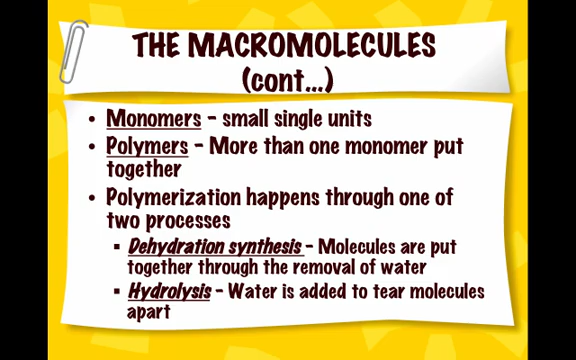 THE MACROMOLECULES
(cont...)
• Monomers – small single units
• Polymers – More than one monomer put
together
• Polymerization happens through one of
two processes
▪ Dehydration synthesis – Molecules are put
together through the removal of water
▪ Hydrolysis – Water is added to tear molecules
apart